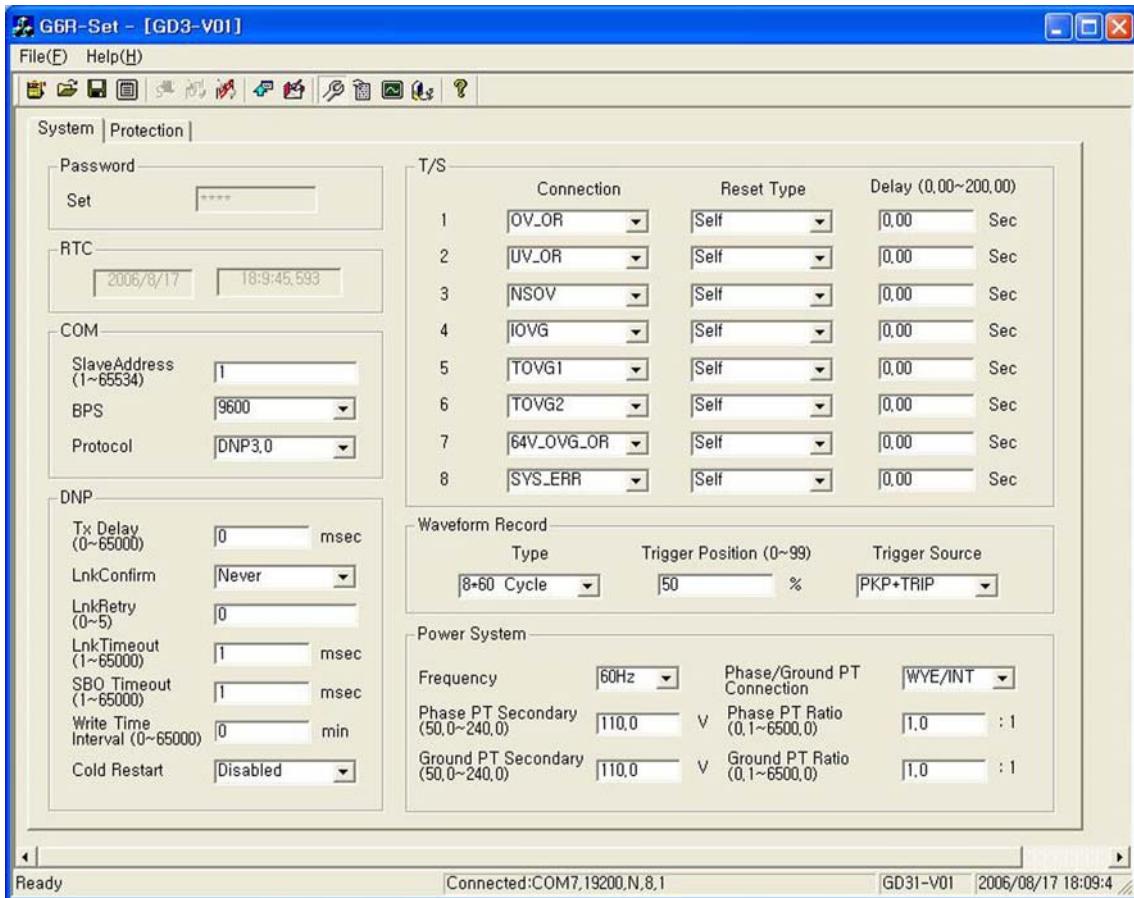 G6R-Set - [GD3-V01]
File(F) Help(H)
System Protection
Password
Set ****
RTC
2006/8/17 18:9:45.593
COM
SlaveAddress
(1~65534)
1
BPS 9600
Protocol DNP3.0
DNP
Tx Delay
(0~65000)
0 msec
LnkConfirm Never
LnkRetry
(0~5)
0
LnkTimeout
(1~65000)
1 msec
SBO Timeout
(1~65000)
1 msec
Write Time
Interval (0~65000)
0 min
Cold Restart Disabled
T/S
Connection Reset Type Delay (0.00~200.00)
1 OV_OR Self 0.00 Sec
2 UV_OR Self 0.00 Sec
3 NSOV Self 0.00 Sec
4 IOVG Self 0.00 Sec
5 TOVG1 Self 0.00 Sec
6 TOVG2 Self 0.00 Sec
7 64V_OVG_OR Self 0.00 Sec
8 SYS_ERR Self 0.00 Sec
Waveform Record
Type Trigger Position (0~99) Trigger Source
8*60 Cycle 50 % PKP+TRIP
Power System
Frequency 60Hz
Phase/Ground PT
Connection
WYE/INT
Phase PT Secondary
(50.0~240.0)
110.0 V
Phase PT Ratio
(0.1~6500.0)
1.0 : 1
Ground PT Secondary
(50.0~240.0)
110.0 V
Ground PT Ratio
(0.1~6500.0)
1.0 : 1
Ready Connected:COM7,19200,N,8,1 GD31-V01 2006/08/17 18:09:4